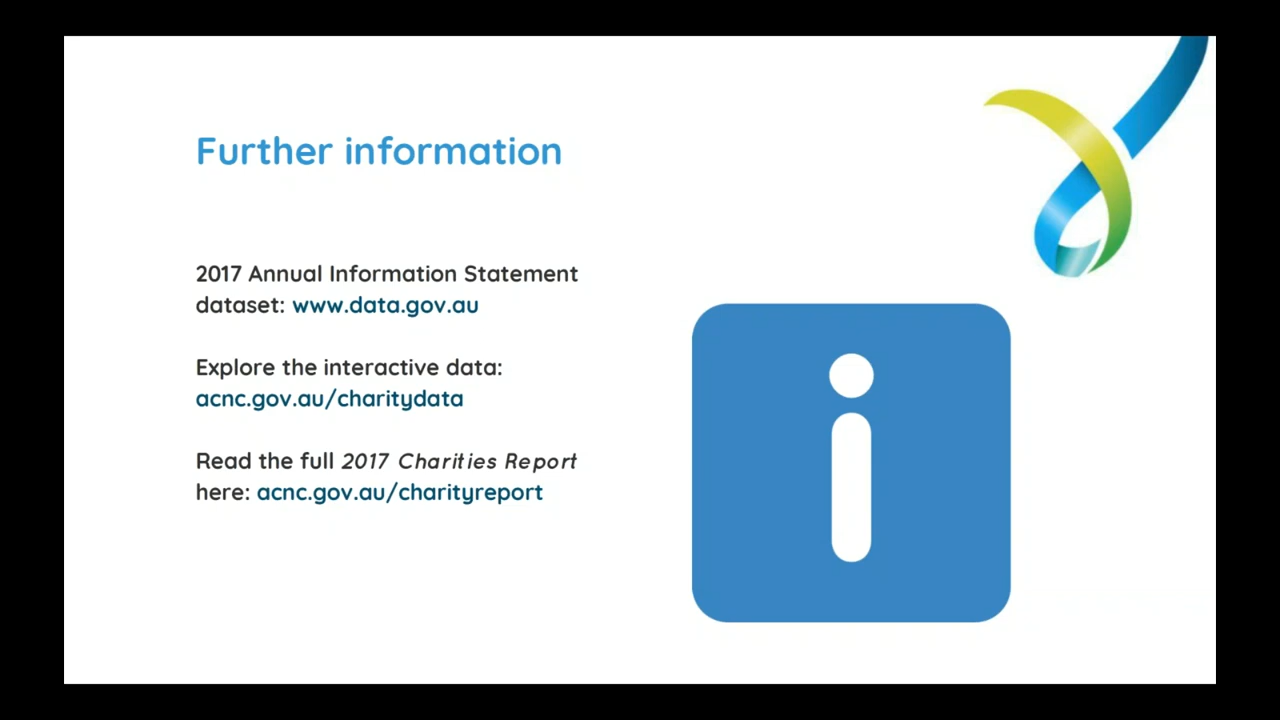 Further information
2017 Annual Information Statement
dataset: www.data.gov.au
Explore the interactive data:
acnc.gov.au/charitydata
Read the full 2017 Charities Report
here: acnc.gov.au/charityreport